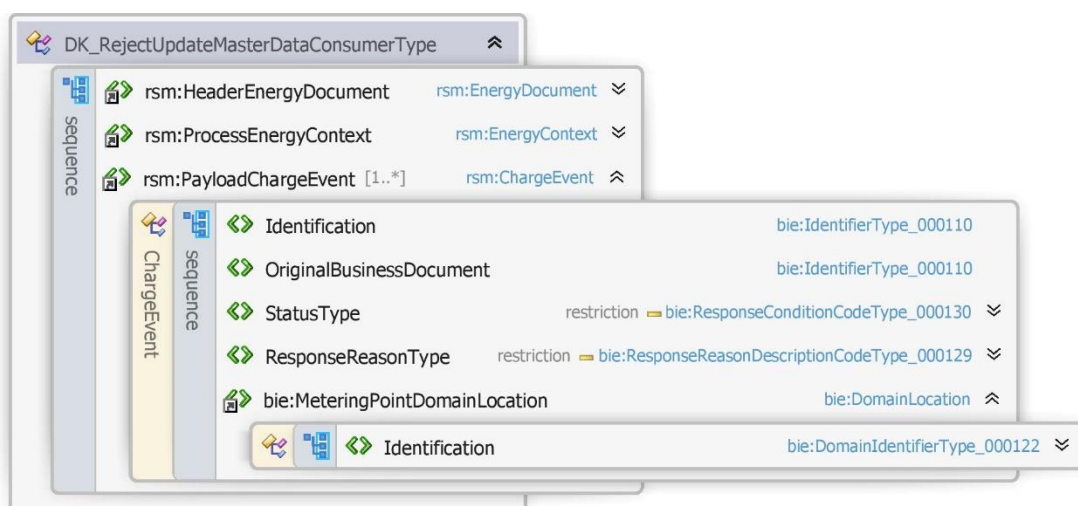 DK_RejectUpdateMasterDataConsumerType
sequence
rsm:HeaderEnergyDocument rsm:EnergyDocument
rsm:ProcessEnergyContext rsm:EnergyContext
rsm:PayloadChargeEvent [1..*] rsm:ChargeEvent
ChargeEvent
sequence
Identification bie:IdentifierType_000110
OriginalBusinessDocument bie:IdentifierType_000110
StatusType restriction bie:ResponseConditionCodeType_000130
ResponseReasonType restriction bie:ResponseReasonDescriptionCodeType_000129
bie:MeteringPointDomainLocation bie:DomainLocation
Identification bie:DomainIdentifierType_000122